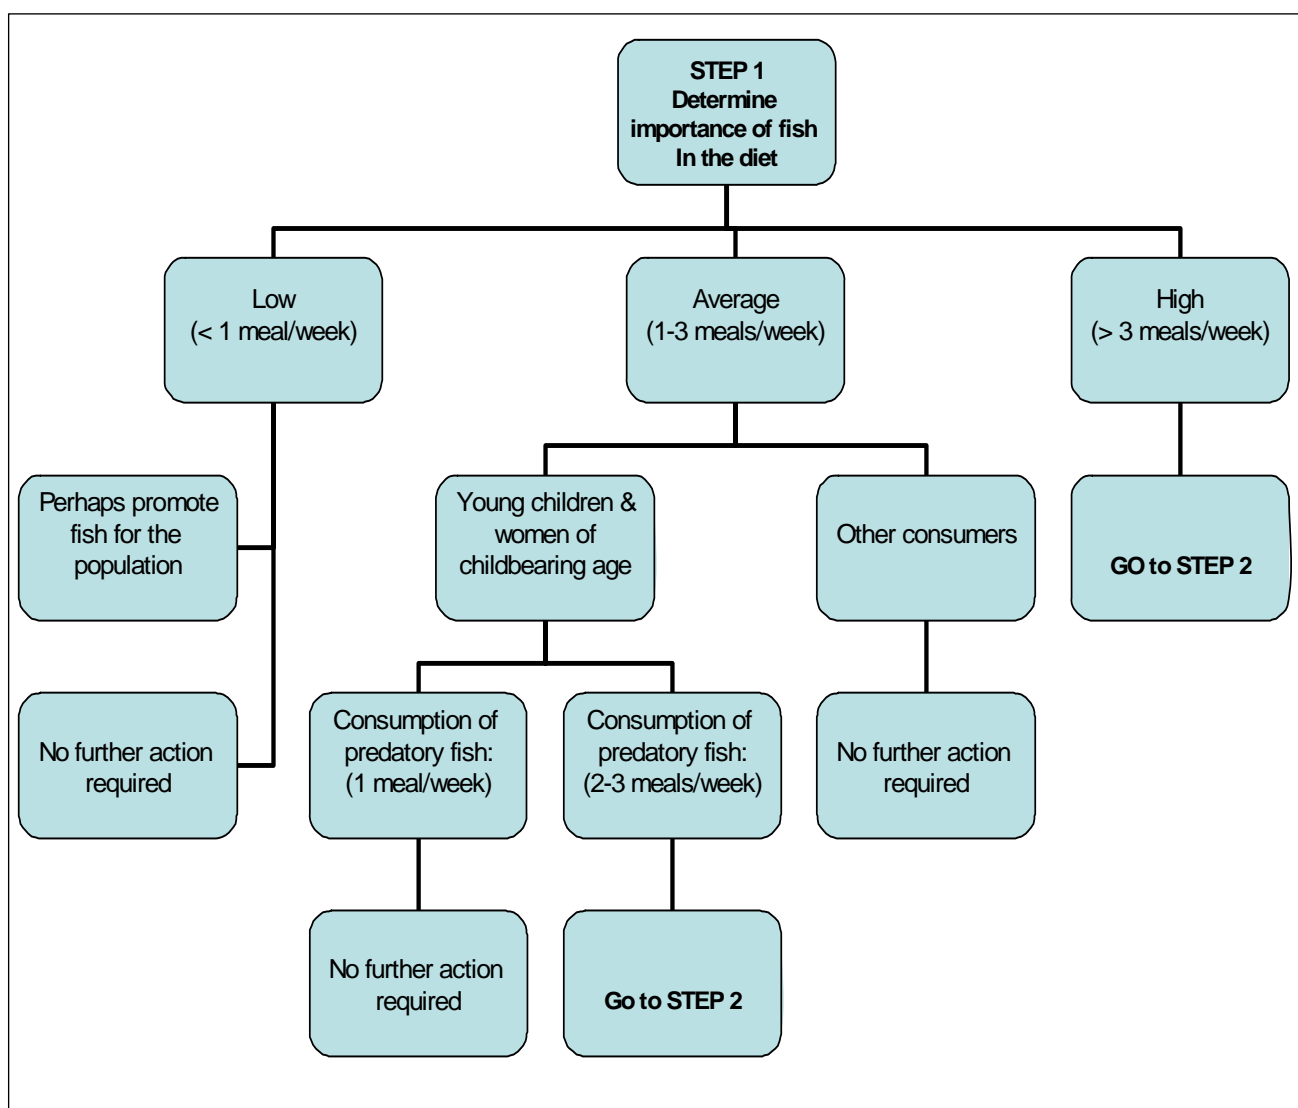 STEP 1
Determine
importance of fish
In the diet
Low
(< 1 meal/week)
Average
(1-3 meals/week)
High
(> 3 meals/week)
Perhaps promote
fish for the
population
Young children &
women of
childbearing age
Other consumers
GO to STEP 2
No further action
required
Consumption of
predatory fish:
(1 meal/week)
Consumption of
predatory fish:
(2-3 meals/week)
No further action
required
No further action
required
Go to STEP 2